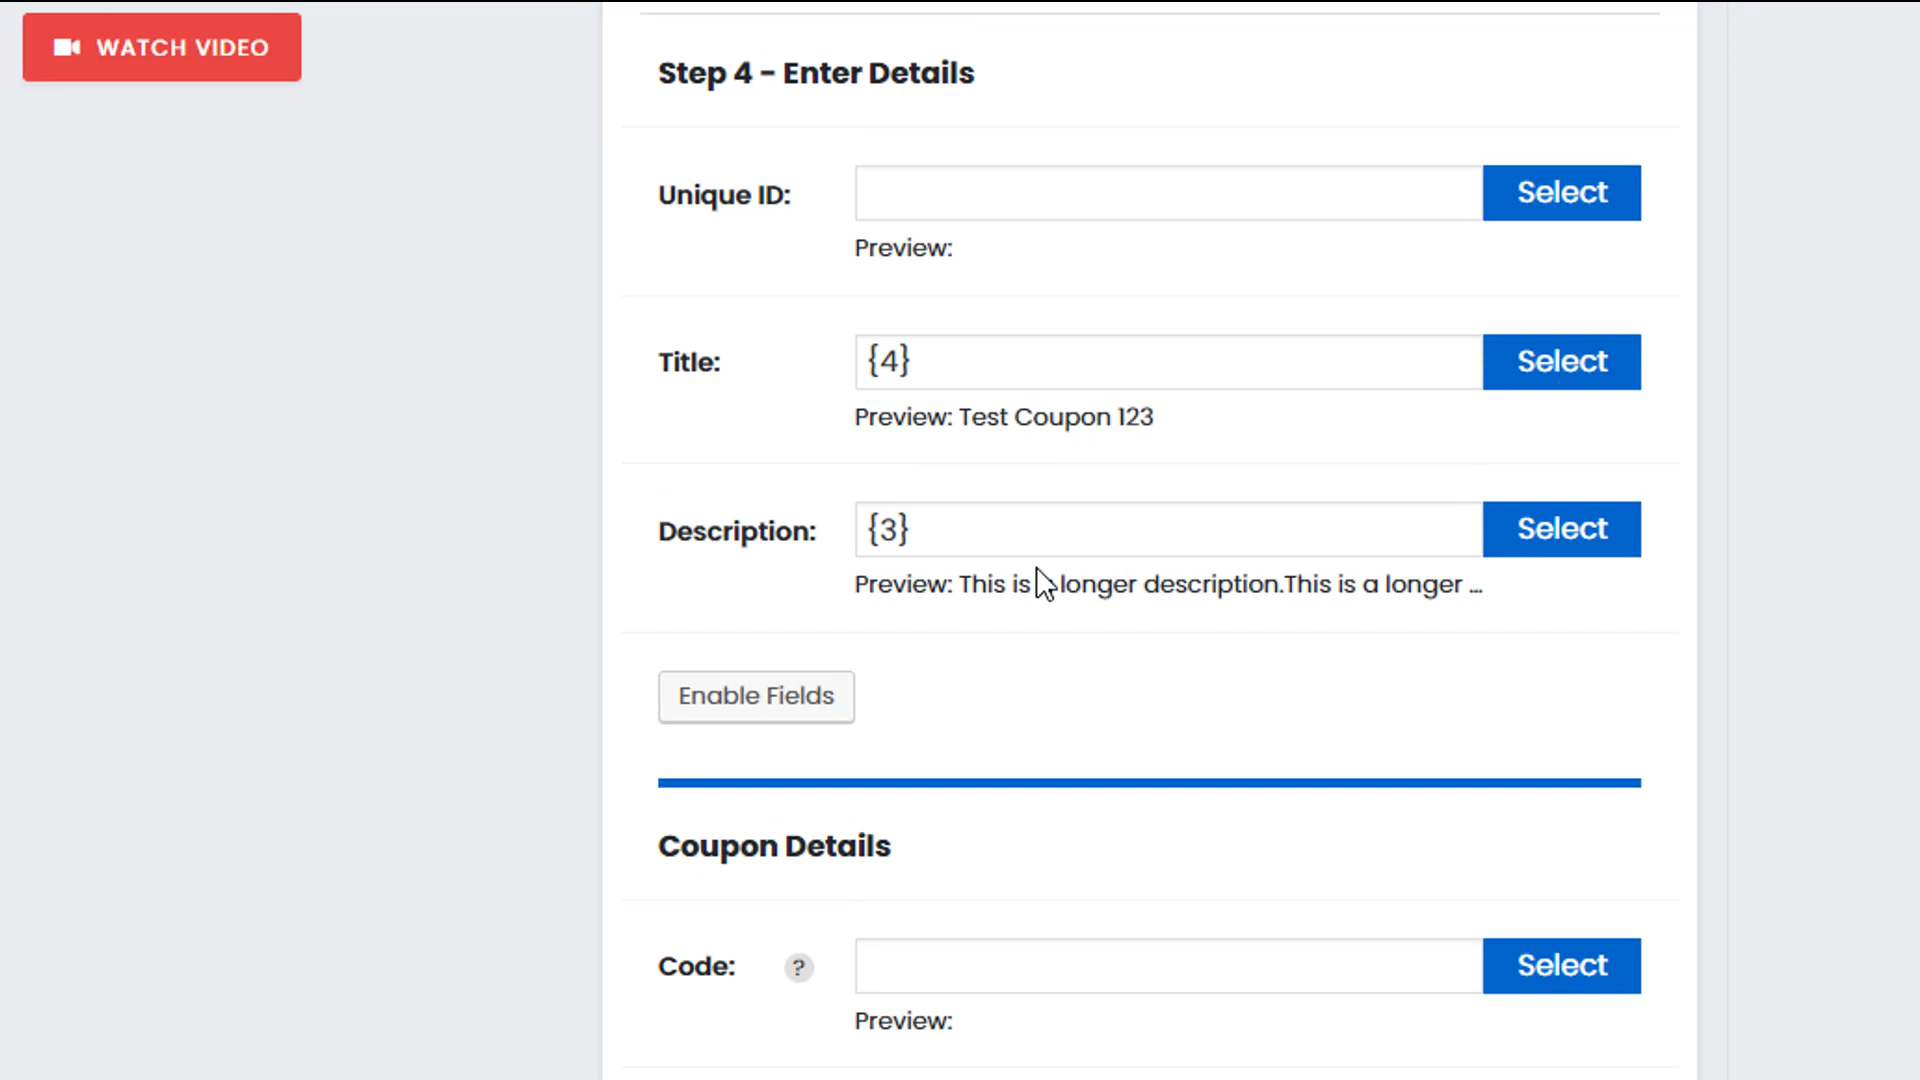 WATCH VIDEO
Step 4 - Enter Details
Unique ID:
Select
Preview:
Title:
{4}
Select
Preview: Test Coupon 123
Description:
{3}
Select
Preview: This is longer description.This is a longer ...
Enable Fields
Coupon Details
Code:
?
Select
Preview: